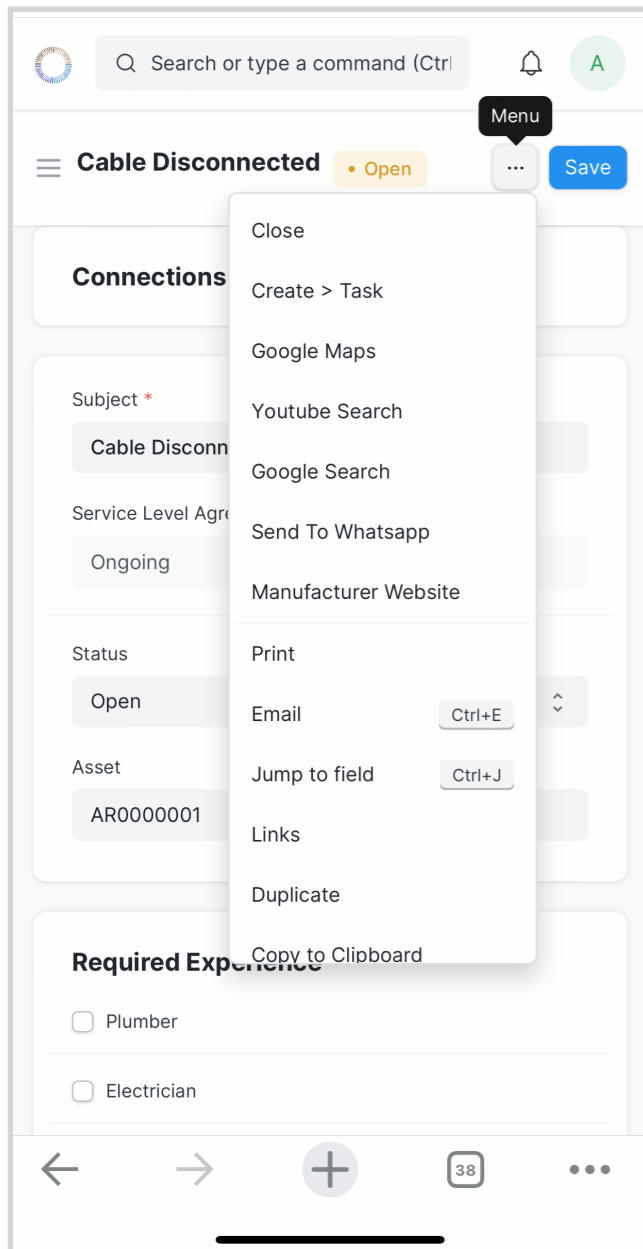 Search or type a command (Ctrl
A
Menu
Cable Disconnected
• Open
...
Save
Close
Connections
Create > Task
Google Maps
Subject *
Youtube Search
Cable Disconn
Google Search
Service Level Agre
Send To Whatsapp
Ongoing
Manufacturer Website
Status
Print
Open
Email
Ctrl+E
Asset
Jump to field
Ctrl+J
AR0000001
Links
Duplicate
Copy to Clipboard
Required Experience
Plumber
Electrician
38